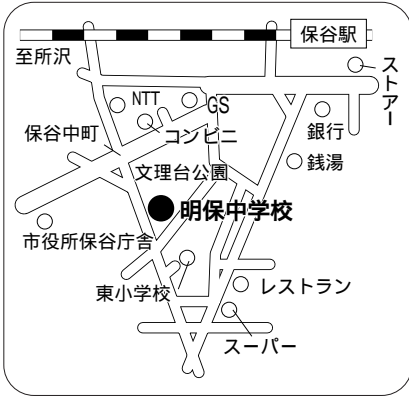 保谷駅
至所沢
ストアー
NTT
GS
コンビニ
銀行
保谷中町
文理台公園
銭湯
明保中学校
市役所保谷庁舎
東小学校
レストラン
スーパー